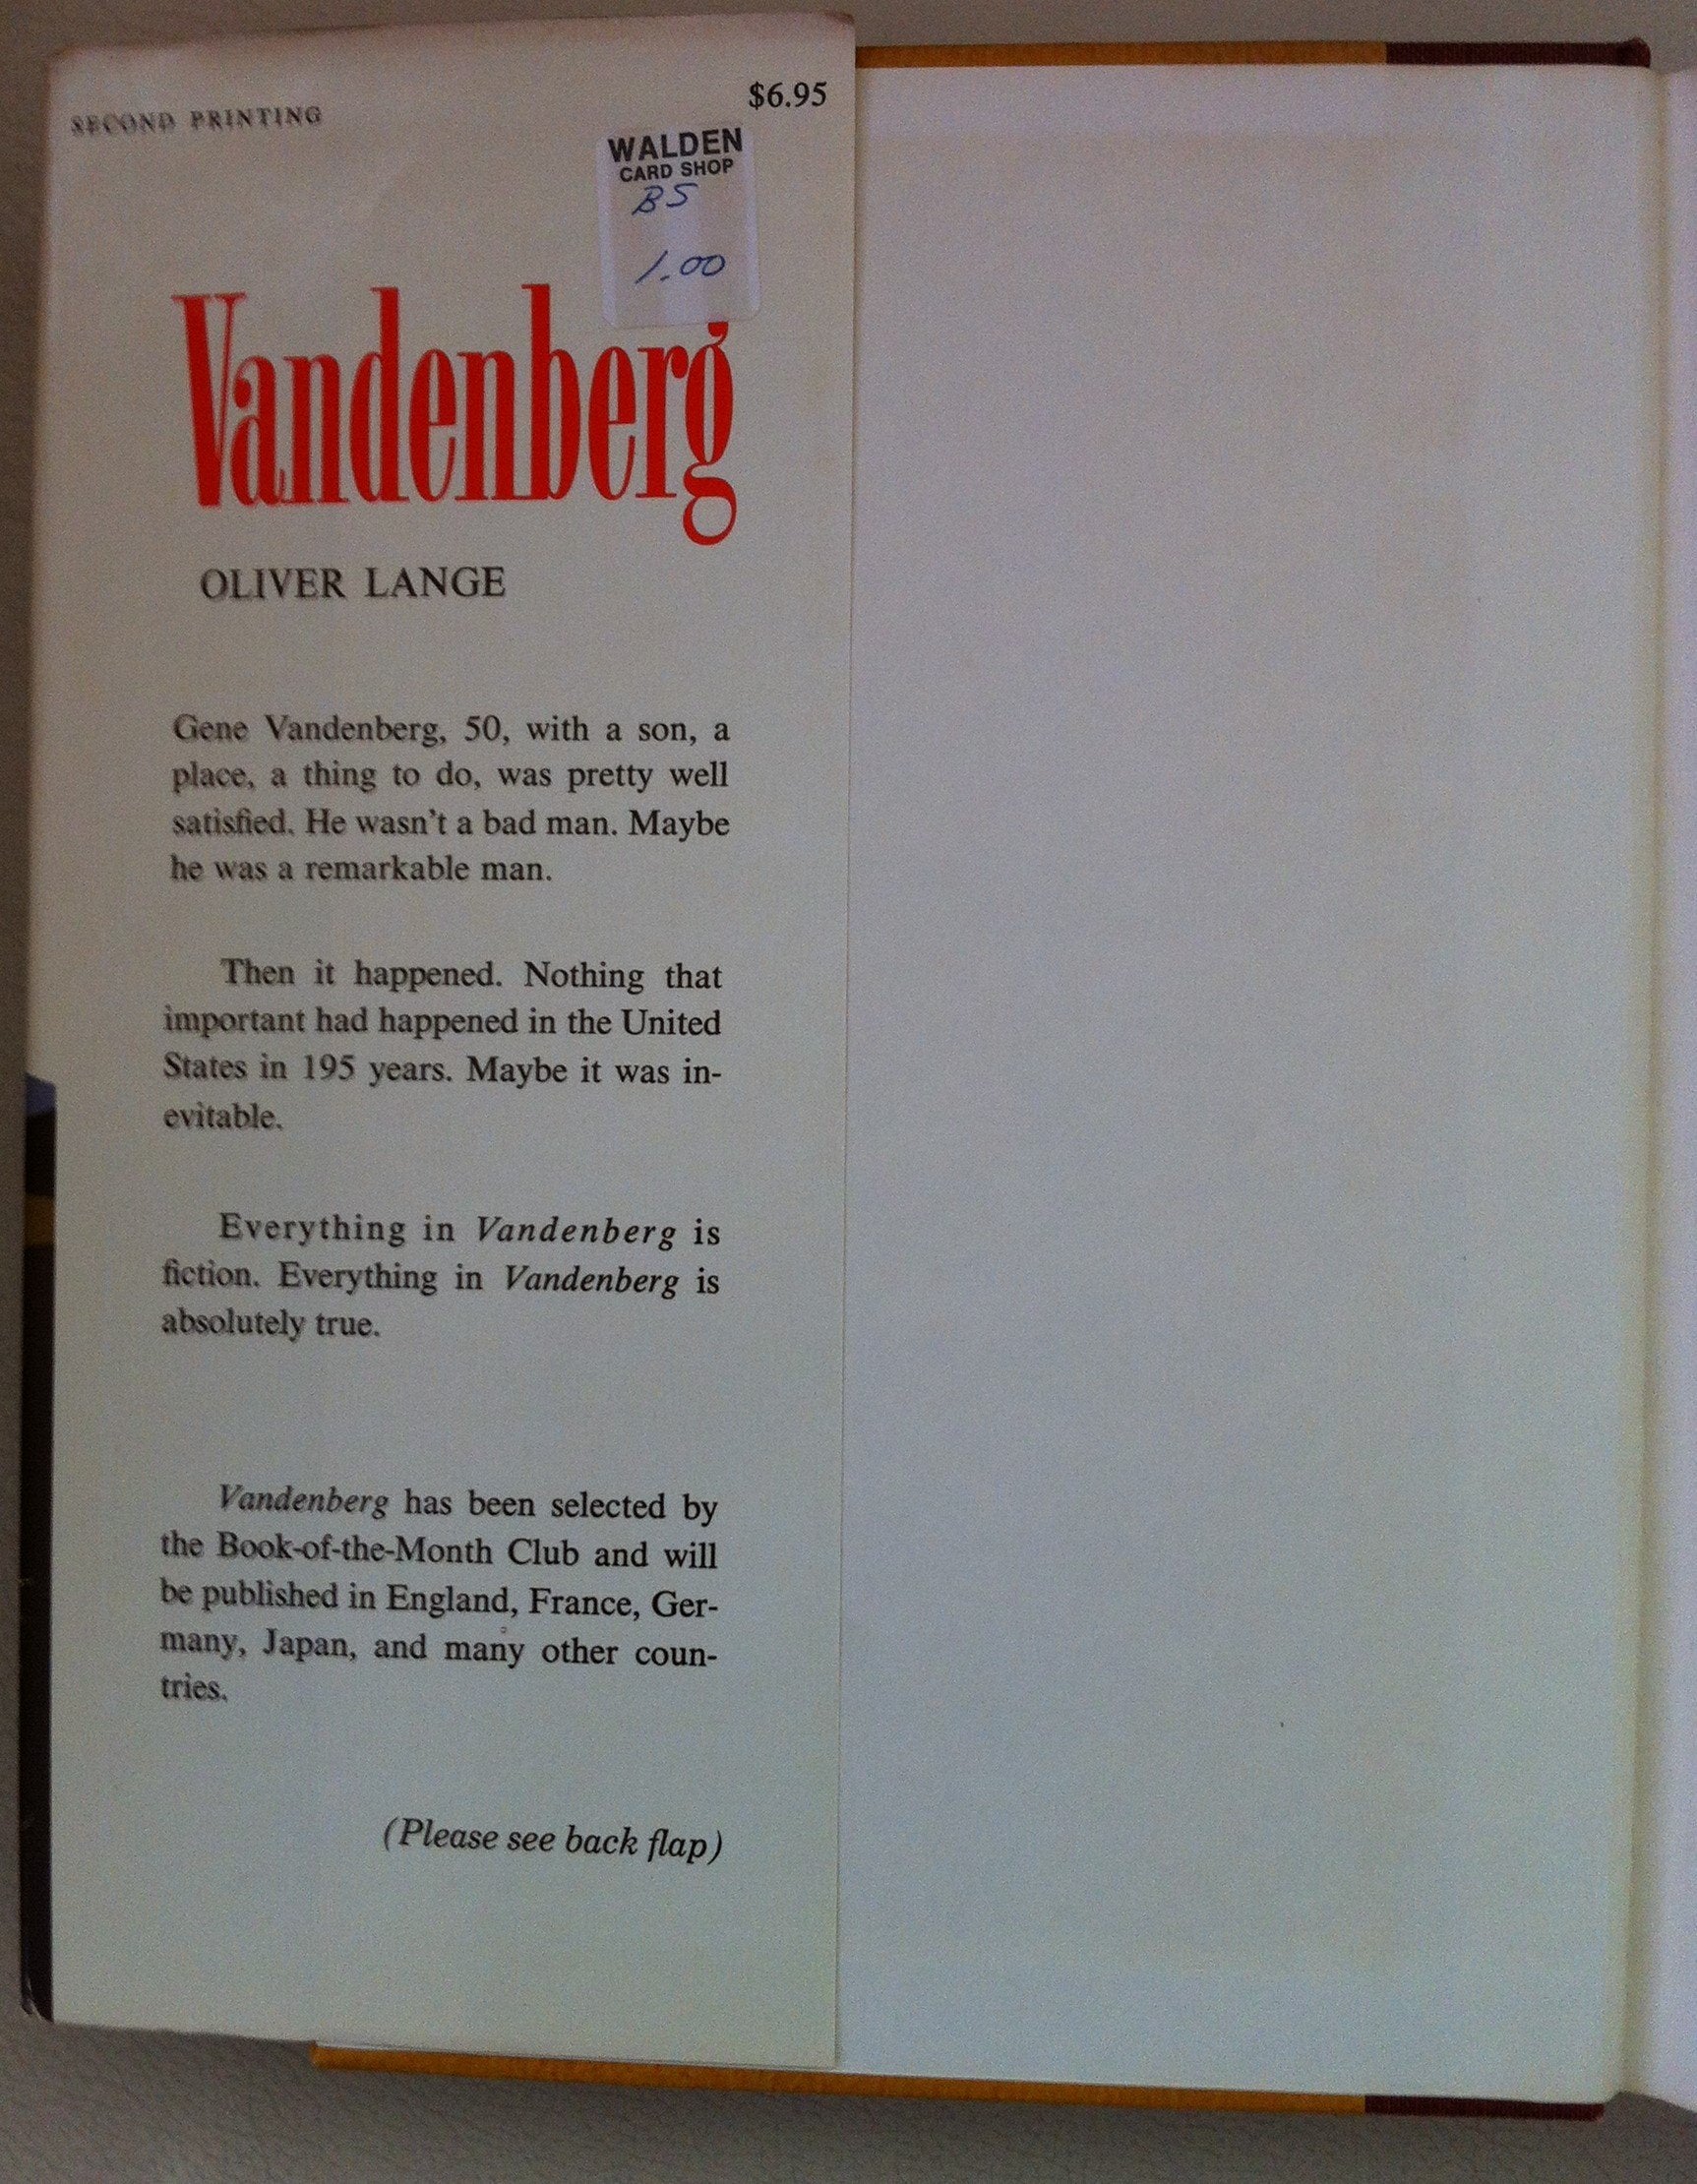 SECOND PRINTING
$6.95
WALDEN
CARD SHOP
BS
1.00
Vandenberg
OLIVER LANGE
Gene Vandenberg, 50, with a son, a
place, a thing to do, was pretty well
satisfied. He wasn't a bad man. Maybe
he was a remarkable man.
Then it happened. Nothing that
important had happened in the United
States in 195 years. Maybe it was in-
evitable.
Everything in Vandenberg is
fiction. Everything in Vandenberg is
absolutely true.
Vandenberg has been selected by
the Book-of-the-Month Club and will
be published in England, France, Ger-
many, Japan, and many other coun-
tries.
(Please see back flap)